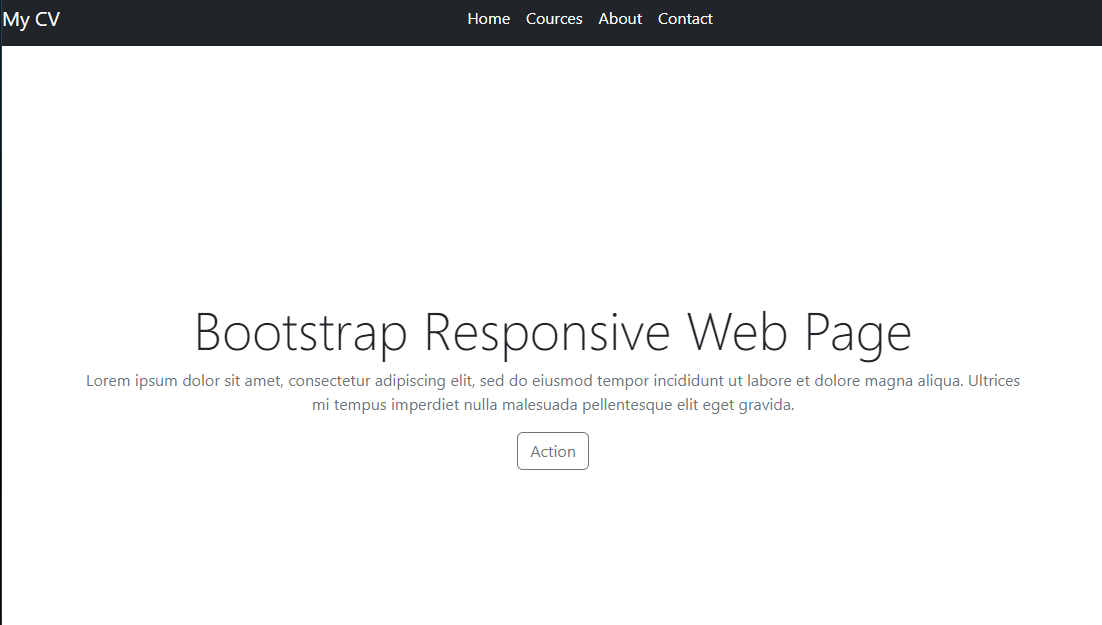 My CV
Home Cources About Contact
Bootstrap Responsive Web Page
Lorem ipsum dolor sit amet, consectetur adipiscing elit, sed do eiusmod tempor incididunt ut labore et dolore magna aliqua. Ultrices
mi tempus imperdiet nulla malesuada pellentesque elit eget gravida.
Action